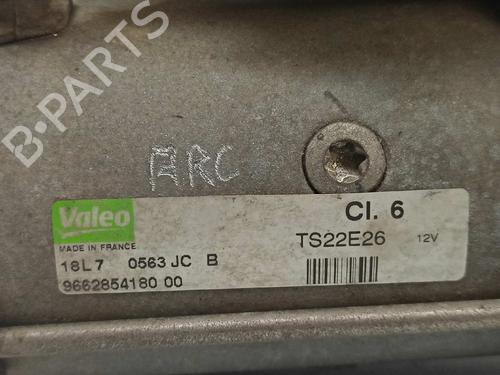 B-PARTS
ARC
Valeo
MADE IN FRANCE
Cl. 6
TS22E26 12V
18L7 0563 JC B
9662854180 00